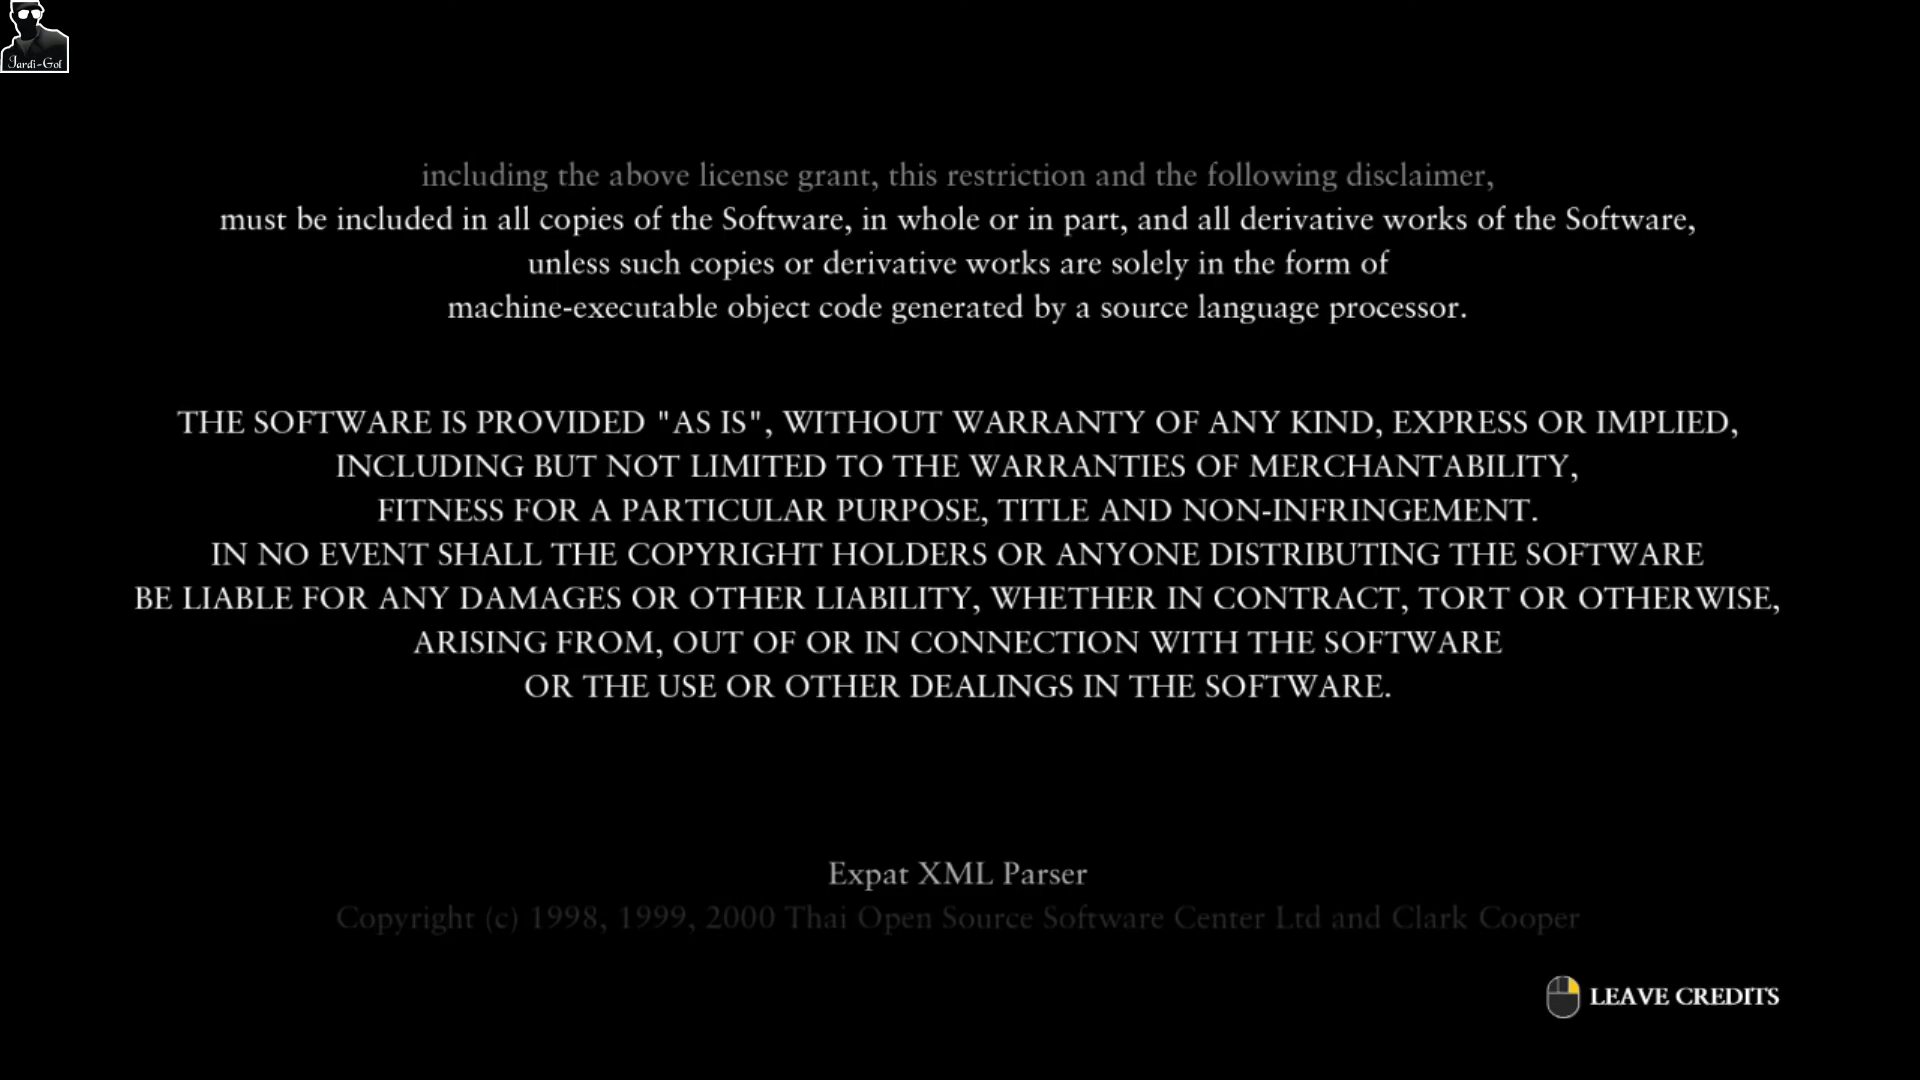 Jardi-Gol
including the above license grant, this restriction and the following disclaimer,
must be included in all copies of the Software, in whole or in part, and all derivative works of the Software,
unless such copies or derivative works are solely in the form of
machine-executable object code generated by a source language processor.
THE SOFTWARE IS PROVIDED "AS IS", WITHOUT WARRANTY OF ANY KIND, EXPRESS OR IMPLIED,
INCLUDING BUT NOT LIMITED TO THE WARRANTIES OF MERCHANTABILITY,
FITNESS FOR A PARTICULAR PURPOSE, TITLE AND NON-INFRINGEMENT.
IN NO EVENT SHALL THE COPYRIGHT HOLDERS OR ANYONE DISTRIBUTING THE SOFTWARE
BE LIABLE FOR ANY DAMAGES OR OTHER LIABILITY, WHETHER IN CONTRACT, TORT OR OTHERWISE,
ARISING FROM, OUT OF OR IN CONNECTION WITH THE SOFTWARE
OR THE USE OR OTHER DEALINGS IN THE SOFTWARE.
Expat XML Parser
Copyright (c) 1998, 1999, 2000 Thai Open Source Software Center Ltd and Clark Cooper
LEAVE CREDITS